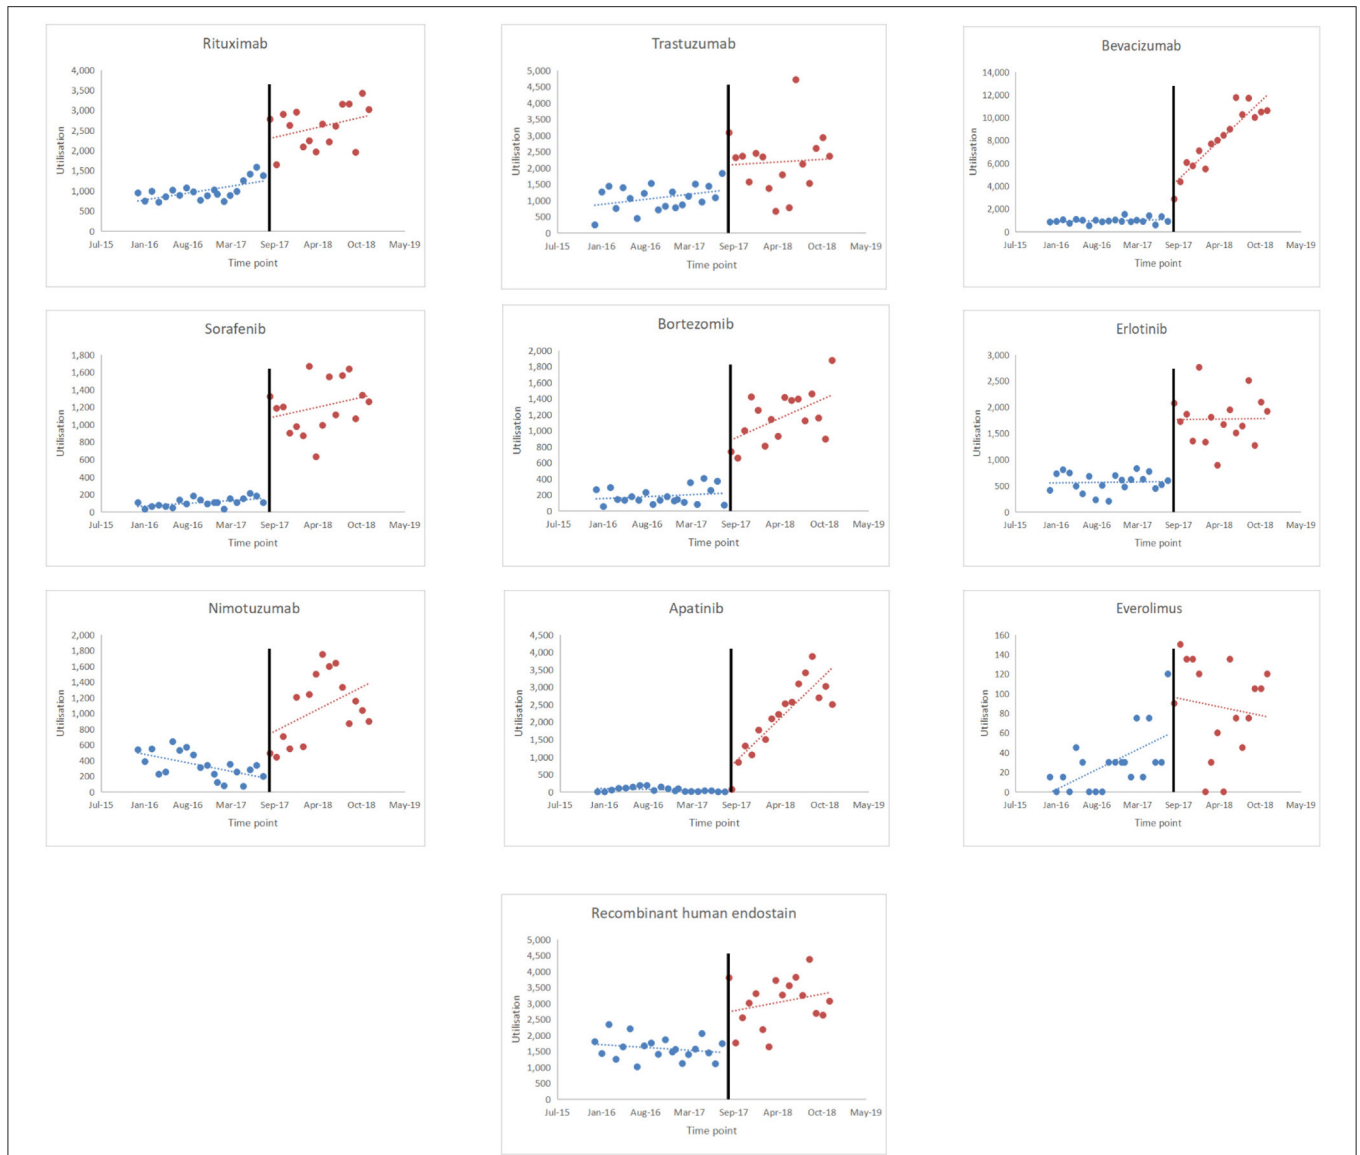 Rituximab
4,000
3,500
3,000
2,500
2,000
1,500
1,000
500
0
Utilisation
Jul-15 Jan-16 Aug-16 Mar-17 Sep-17 Apr-18 Oct-18 May-19
Time point
Trastuzumab
5,000
4,500
4,000
3,500
3,000
2,500
2,000
1,500
1,000
500
0
Utilisation
Jul-15 Jan-16 Aug-16 Mar-17 Sep-17 Apr-18 Oct-18 May-19
Time point
Bevacizumab
14,000
12,000
10,000
8,000
6,000
4,000
2,000
0
Utilisation
Jul-15 Jan-16 Aug-16 Mar-17 Sep-17 Apr-18 Oct-18 May-19
Time point
Sorafenib
1,800
1,600
1,400
1,200
1,000
800
600
400
200
0
Utilisation
Jul-15 Jan-16 Aug-16 Mar-17 Sep-17 Apr-18 Oct-18 May-19
Time point
Bortezomib
2,000
1,800
1,600
1,400
1,200
1,000
800
600
400
200
0
Utilisation
Jul-15 Jan-16 Aug-16 Mar-17 Sep-17 Apr-18 Oct-18 May-19
Time point
Erlotinib
3,000
2,500
2,000
1,500
1,000
500
0
Utilisation
Jul-15 Jan-16 Aug-16 Mar-17 Sep-17 Apr-18 Oct-18 May-19
Time point
Nimotuzumab
2,000
1,800
1,600
1,400
1,200
1,000
800
600
400
200
0
Utilisation
Jul-15 Jan-16 Aug-16 Mar-17 Sep-17 Apr-18 Oct-18 May-19
Time point
Apatinib
4,500
4,000
3,500
3,000
2,500
2,000
1,500
1,000
500
0
Utilisation
Jul-15 Jan-16 Aug-16 Mar-17 Sep-17 Apr-18 Oct-18 May-19
Time point
Everolimus
160
140
120
100
80
60
40
20
0
Utilisation
Jul-15 Jan-16 Aug-16 Mar-17 Sep-17 Apr-18 Oct-18 May-19
Time point
Recombinant human endostain
5,000
4,500
4,000
3,500
3,000
2,500
2,000
1,500
1,000
500
0
Utilisation
Jul-15 Jan-16 Aug-16 Mar-17 Sep-17 Apr-18 Oct-18 May-19
Time point